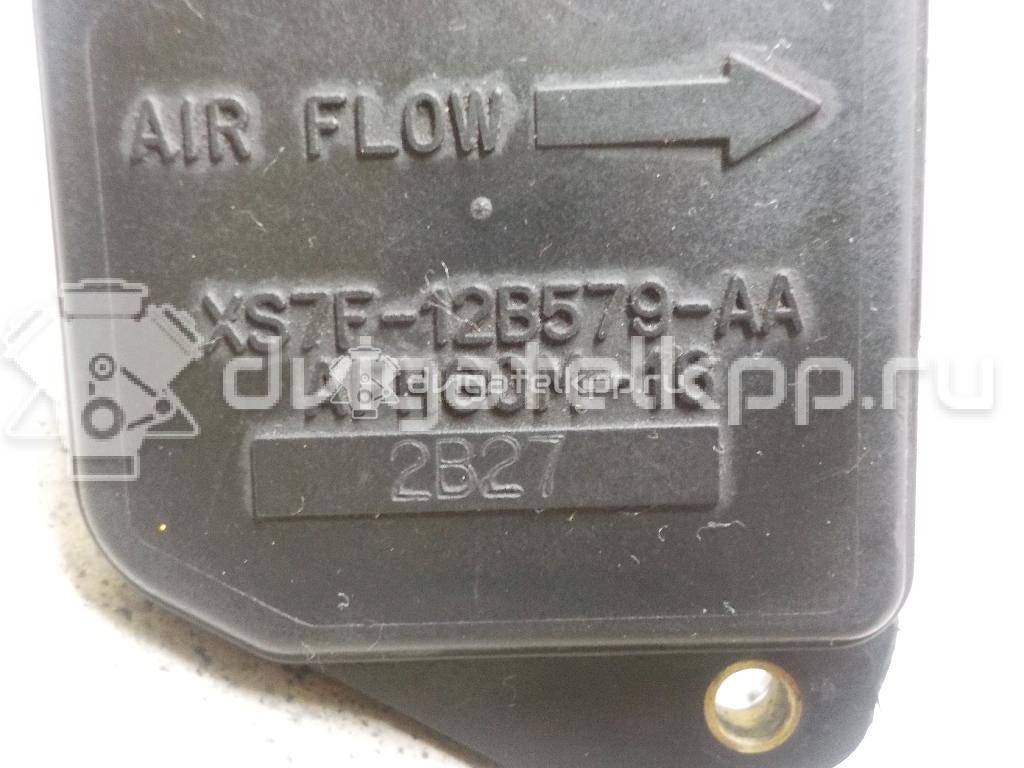 AIR FLOW
XS7F-12B579-AA
2B27
dvigatelkpp.ru